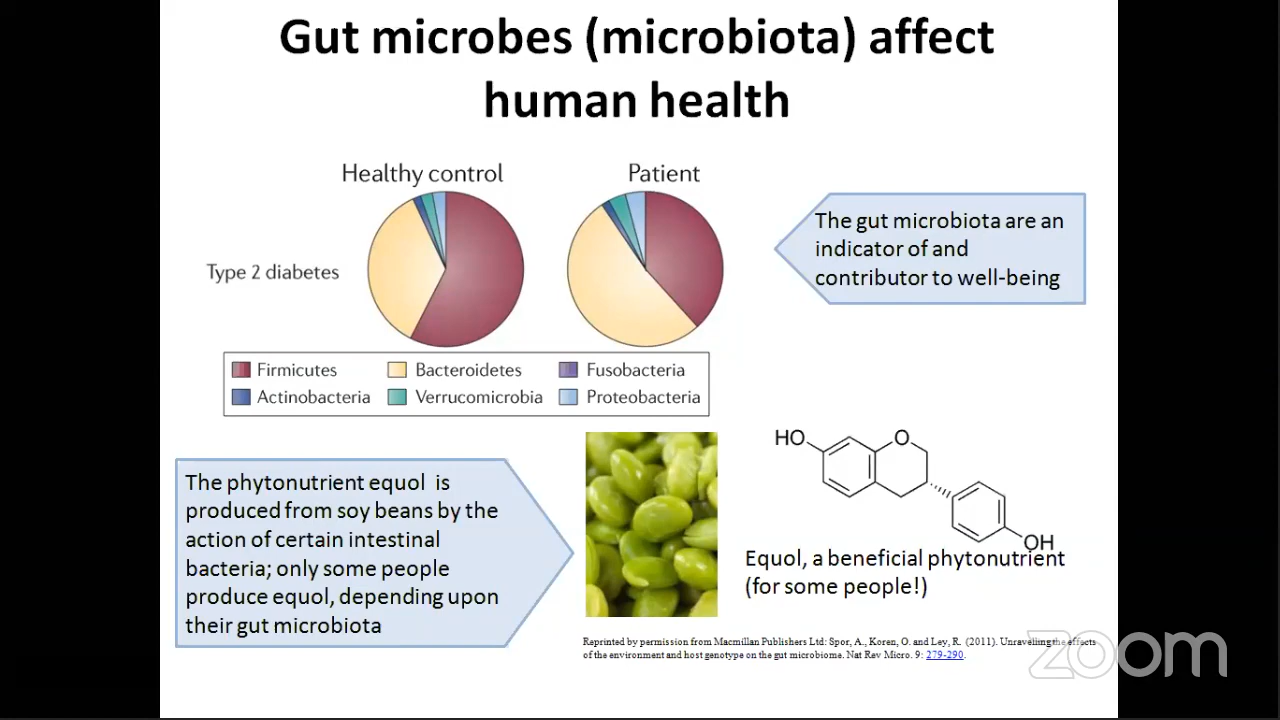 Gut microbes (microbiota) affect
human health
Healthy control
Patient
Type 2 diabetes
The gut microbiota are an
indicator of and
contributor to well-being
Firmicutes
Bacteroidetes
Fusobacteria
Actinobacteria
Verrucomicrobia
Proteobacteria
The phytonutrient equol is
produced from soy beans by the
action of certain intestinal
bacteria; only some people
produce equol, depending upon
their gut microbiota
HO
O
OH
Equol, a beneficial phytonutrient
(for some people!)
Reprinted by permission from Macmillan Publishers Ltd: Spor, A., Koren, O. and Ley, R. (2011). Unravelling the effects
of the environment and host genotype on the gut microbiome. Nat Rev Micro. 9: 279-290.
zoom